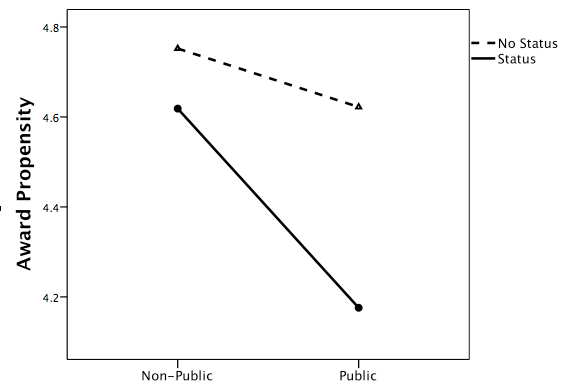 4.8
No Status
Status
4.6
Award Propensity
4.4
4.2
Non-Public
Public